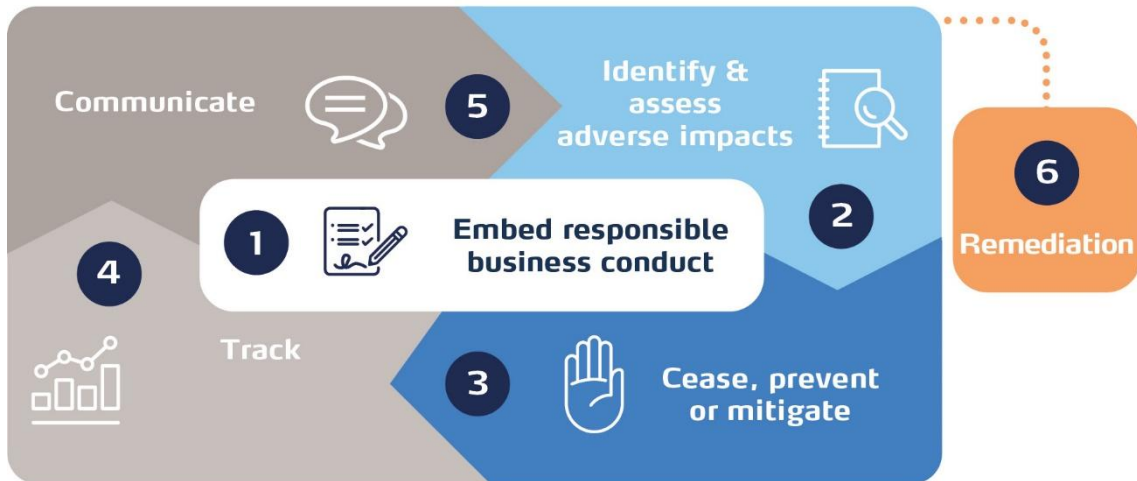 Communicate
5
Identify &
assess
adverse impacts
6
Remediation
1
Embed responsible
business conduct
2
4
Track
3
Cease, prevent
or mitigate